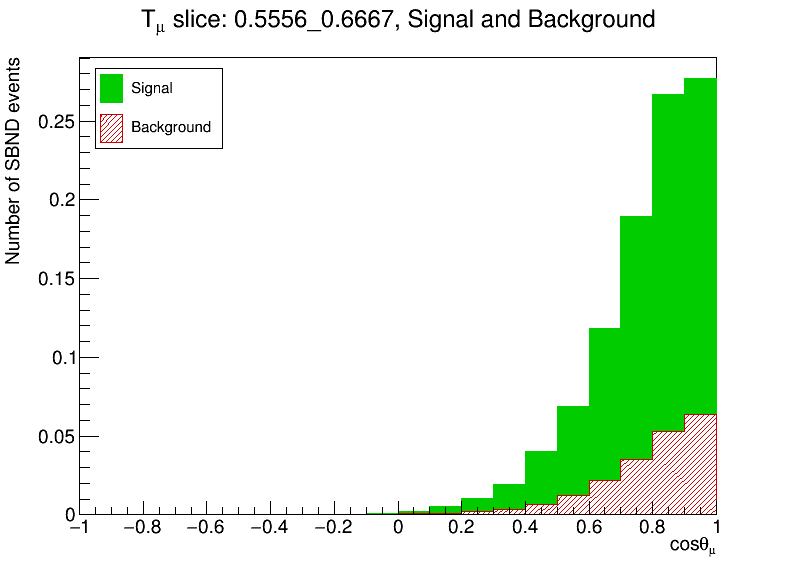 Tμ slice: 0.5556_0.6667, Signal and Background
Number of SBND events
Signal
Background
0.25
0.2
0.15
0.1
0.05
0
−1 −0.8 −0.6 −0.4 −0.2 0 0.2 0.4 0.6 0.8 1
cosθμ